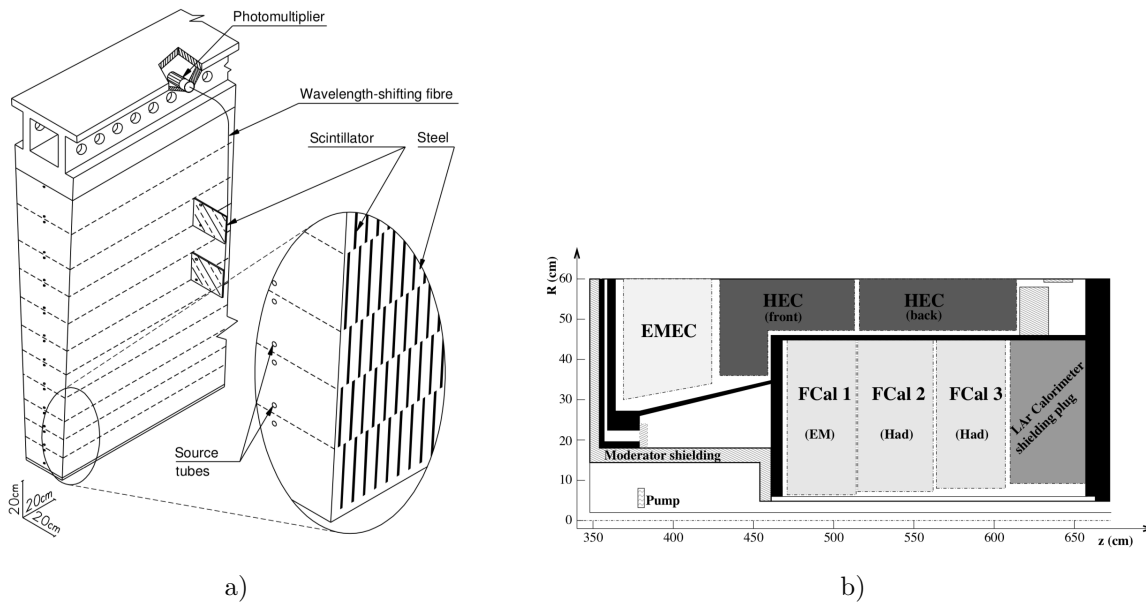 Photomultiplier
Wavelength-shifting fibre
Scintillator Steel
Source
tubes
20cm
20cm
20cm
a)
R (cm)
60
50
40
30
20
10
0
EMEC
HEC
(front)
HEC
(back)
FCal 1
(EM)
FCal 2
(Had)
FCal 3
(Had)
LAr Calorimeter
shielding plug
Moderator shielding
Pump
350 400 450 500 550 600 650
z (cm)
b)